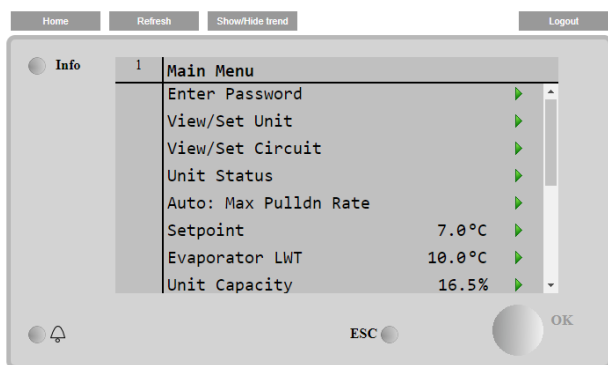 Home Refresh Show/Hide trend Logout
Info 1 Main Menu
Enter Password
View/Set Unit
View/Set Circuit
Unit Status
Auto: Max Pulldn Rate
Setpoint 7.0°C
Evaporator LWT 10.0°C
Unit Capacity 16.5%
ESC OK